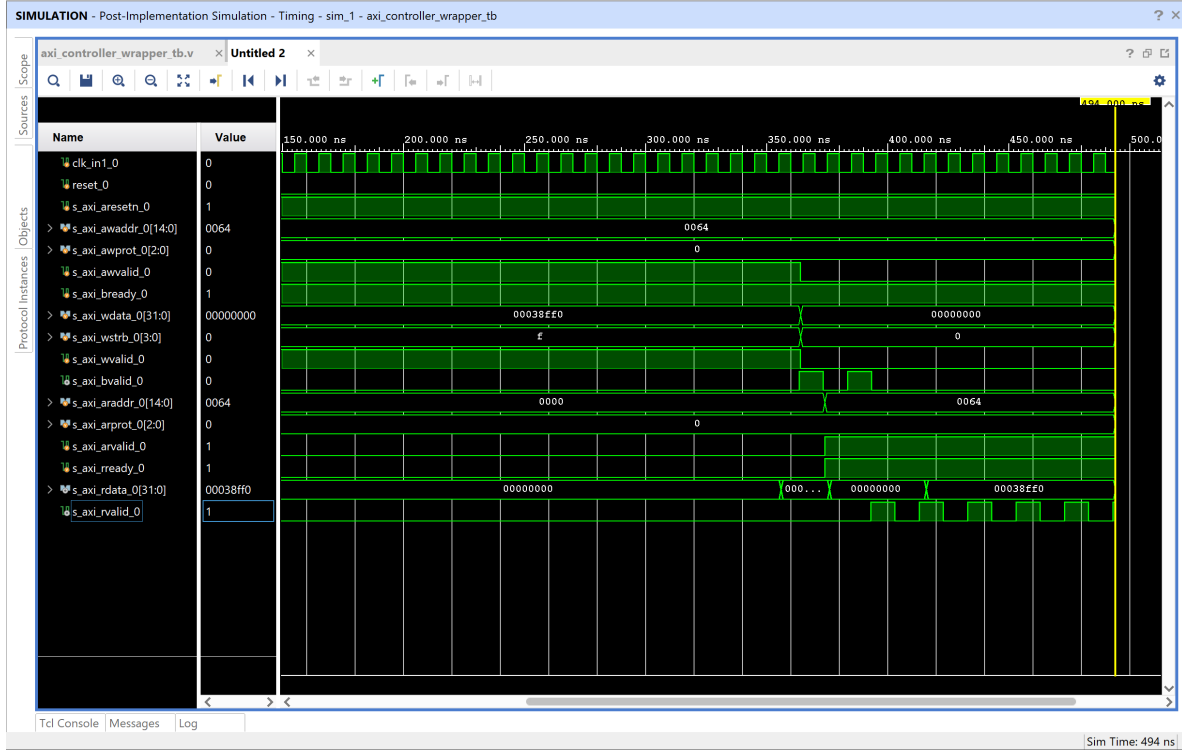 SIMULATION - Post-Implementation Simulation - Timing - sim_1 - axi_controller_wrapper_tb
? ×
Scope
Sources
Objects
Protocol Instances
axi_controller_wrapper_tb.v × Untitled 2 ×
?
494.000 ns
Name Value
150.000 ns 200.000 ns 250.000 ns 300.000 ns 350.000 ns 400.000 ns 450.000 ns 500.0
clk_in1_0 0
reset_0 0
s_axi_aresetn_0 1
s_axi_awaddr_0[14:0] 0064 0064
s_axi_awprot_0[2:0] 0 0
s_axi_awvalid_0 0
s_axi_bready_0 1
s_axi_wdata_0[31:0] 00000000 00038ff0 00000000
s_axi_wstrb_0[3:0] 0 f 0
s_axi_wvalid_0 0
s_axi_bvalid_0 0
s_axi_araddr_0[14:0] 0064 0000 0064
s_axi_arprot_0[2:0] 0 0
s_axi_arvalid_0 1
s_axi_rready_0 1
s_axi_rdata_0[31:0] 00038ff0 00000000 000... 00000000 00038ff0
s_axi_rvalid_0 1
Tcl Console Messages Log
Sim Time: 494 ns